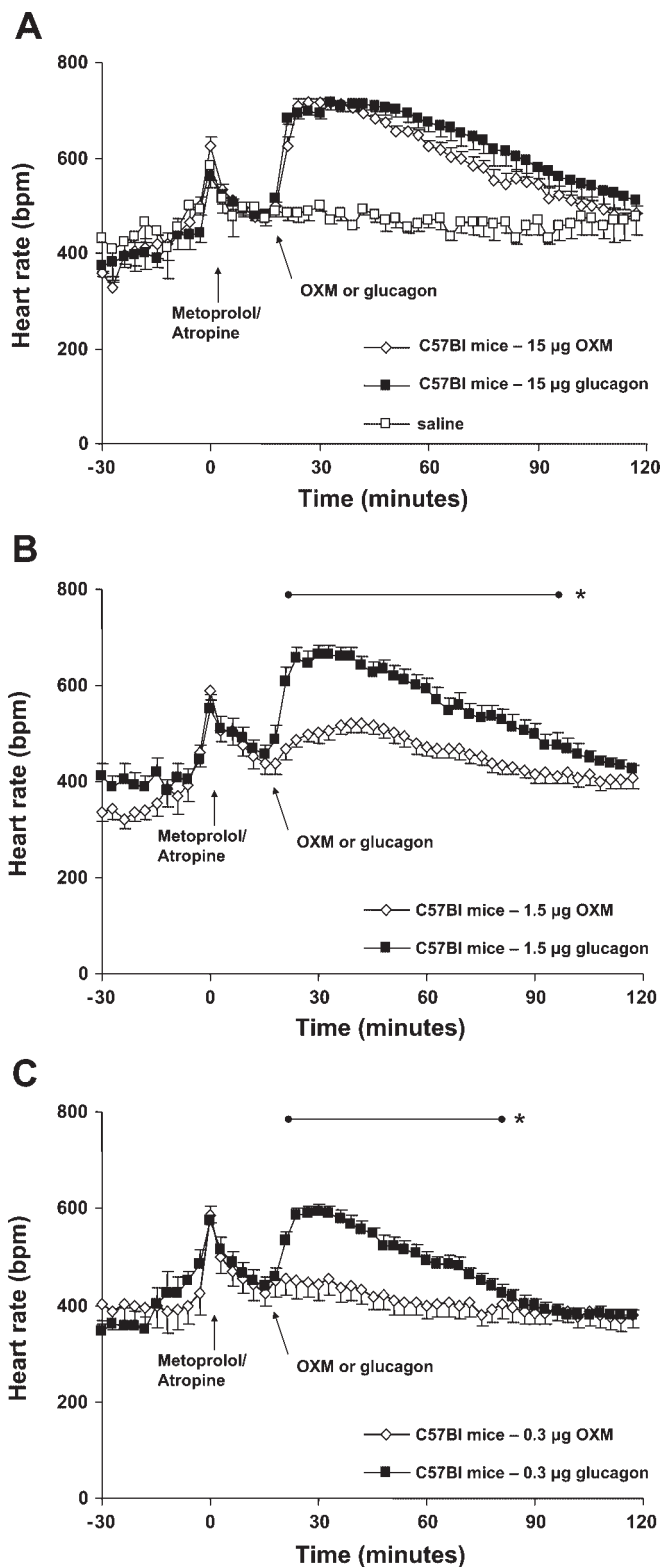 A
800
600
400
200
0
Heart rate (bpm)
Metoprolol/
Atropine
OXM or glucagon
C57Bl mice – 15 µg OXM
C57Bl mice – 15 µg glucagon
saline
-30 0 30 60 90 120
Time (minutes)
B
800
600
400
200
0
Heart rate (bpm)
*
Metoprolol/
Atropine
OXM or glucagon
C57Bl mice – 1.5 µg OXM
C57Bl mice – 1.5 µg glucagon
-30 0 30 60 90 120
Time (minutes)
C
800
600
400
200
0
Heart rate (bpm)
*
Metoprolol/
Atropine
OXM or glucagon
C57Bl mice – 0.3 µg OXM
C57Bl mice – 0.3 µg glucagon
-30 0 30 60 90 120
Time (minutes)